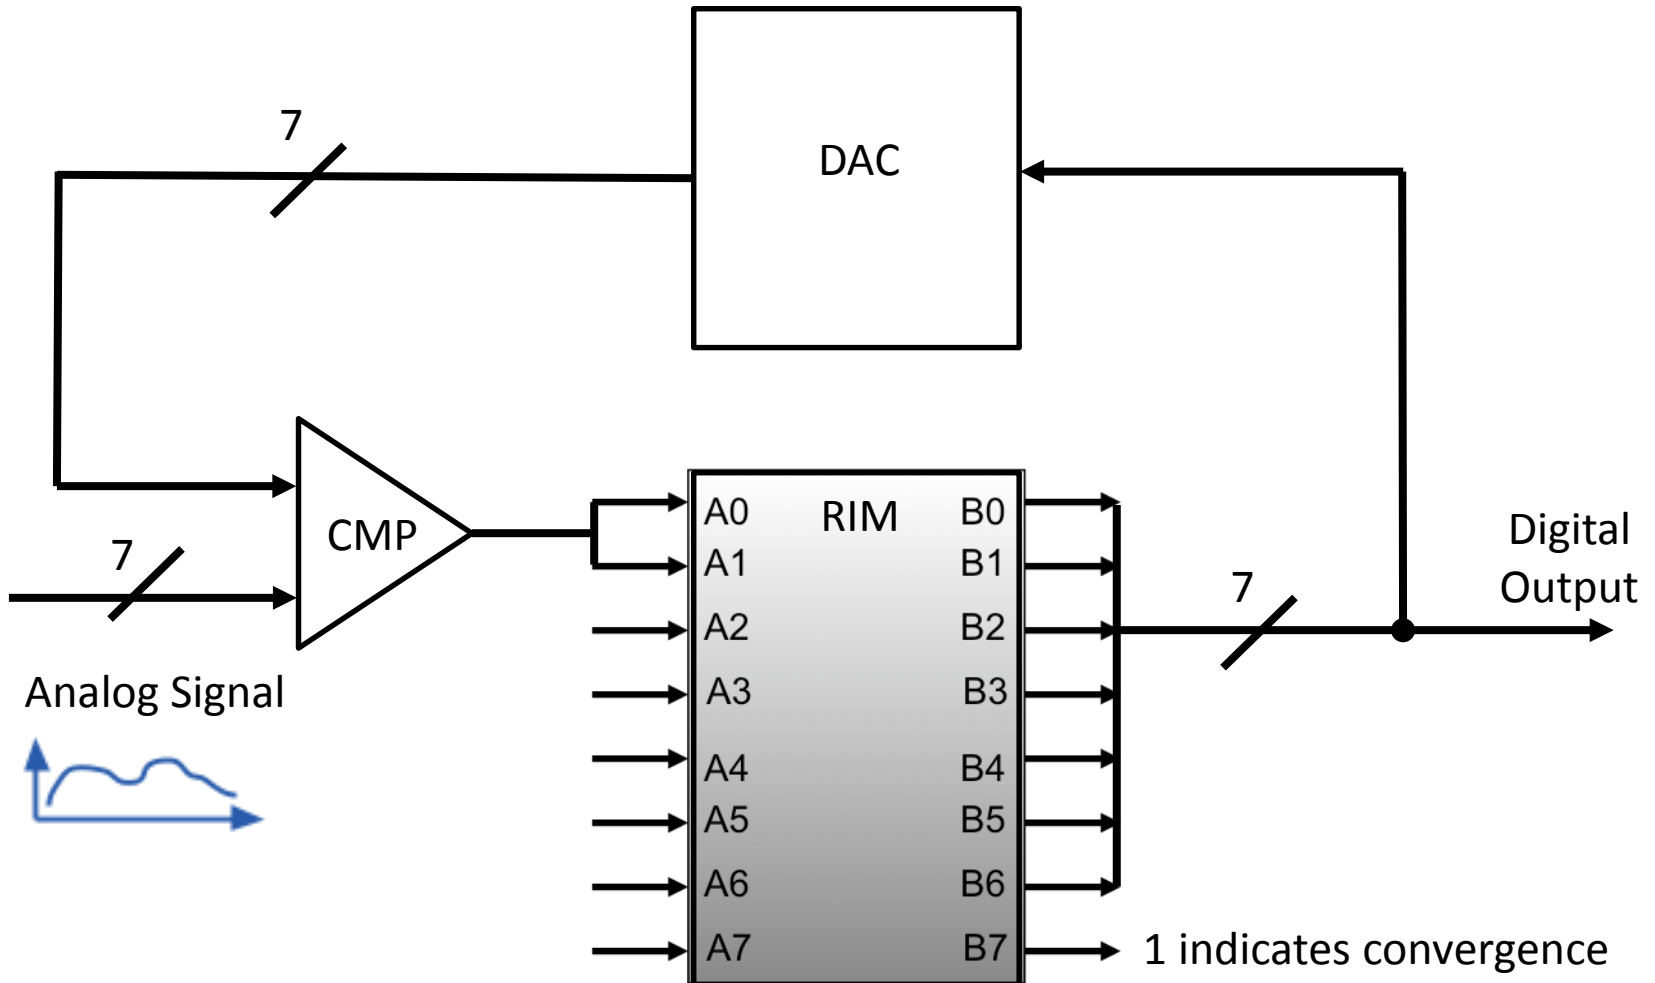 7
DAC
7
CMP
Analog Signal
RIM
A0
A1
A2
A3
A4
A5
A6
A7
B0
B1
B2
B3
B4
B5
B6
B7
7
Digital
Output
1 indicates convergence